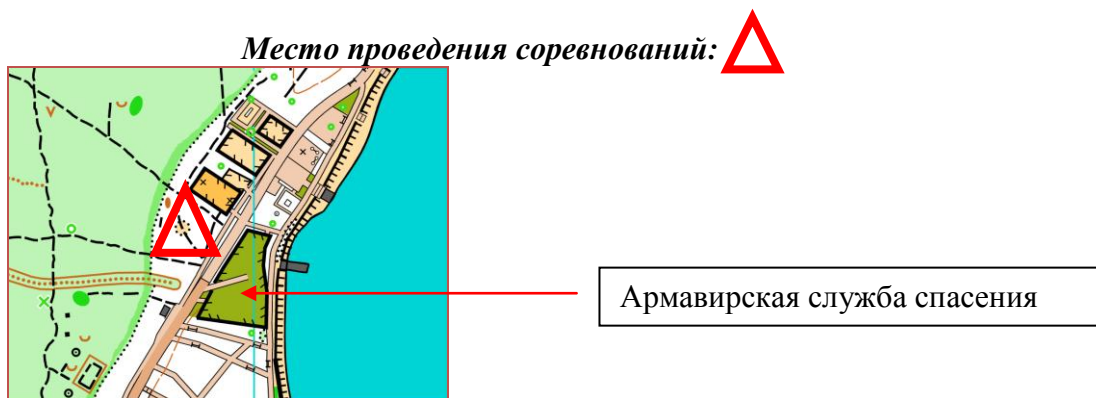 Место проведения соревнований:
Армавирская служба спасения